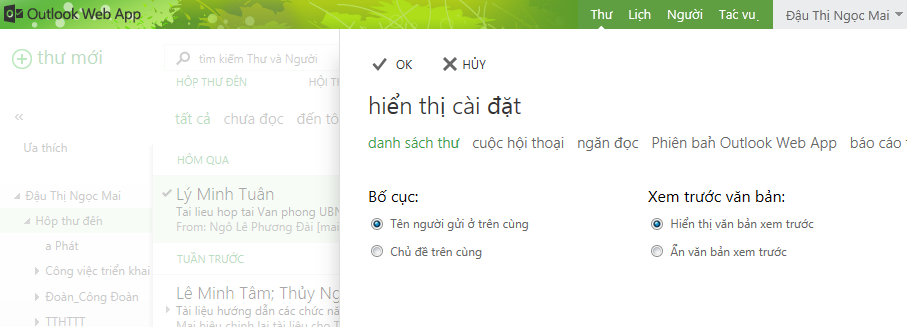 Outlook Web App
Thư Lịch Người Tác vụ Đậu Thị Ngọc Mai
thư mới
tìm kiếm Thư và Người
HỘP THƯ ĐẾN HỘI
tất cả chưa đọc đến
«
Ưa thích
HÔM QUA
Đậu Thị Ngọc Mai
Lý Minh Tuân
Hộp thư đến
Tai lieu hop tai Van phong UBN
From: Ngô Lê Phương Đài [mai
a Phát
TUẦN TRƯỚC
Công việc triển khai
Đoàn_Công Đoàn
Lê Minh Tâm; Thủy Ng
Tài liệu hướng dẫn các chức nă
TTHTTT
Mai hiệu chỉnh lại tài liệu cho T
OK HỦY
hiển thị cài đặt
danh sách thư cuộc hội thoại ngăn đọc Phiên bản Outlook Web App báo cáo
Bố cục: Xem trước văn bản:
Tên người gửi ở trên cùng Hiển thị văn bản xem trước
Chủ đề trên cùng Ẩn văn bản xem trước